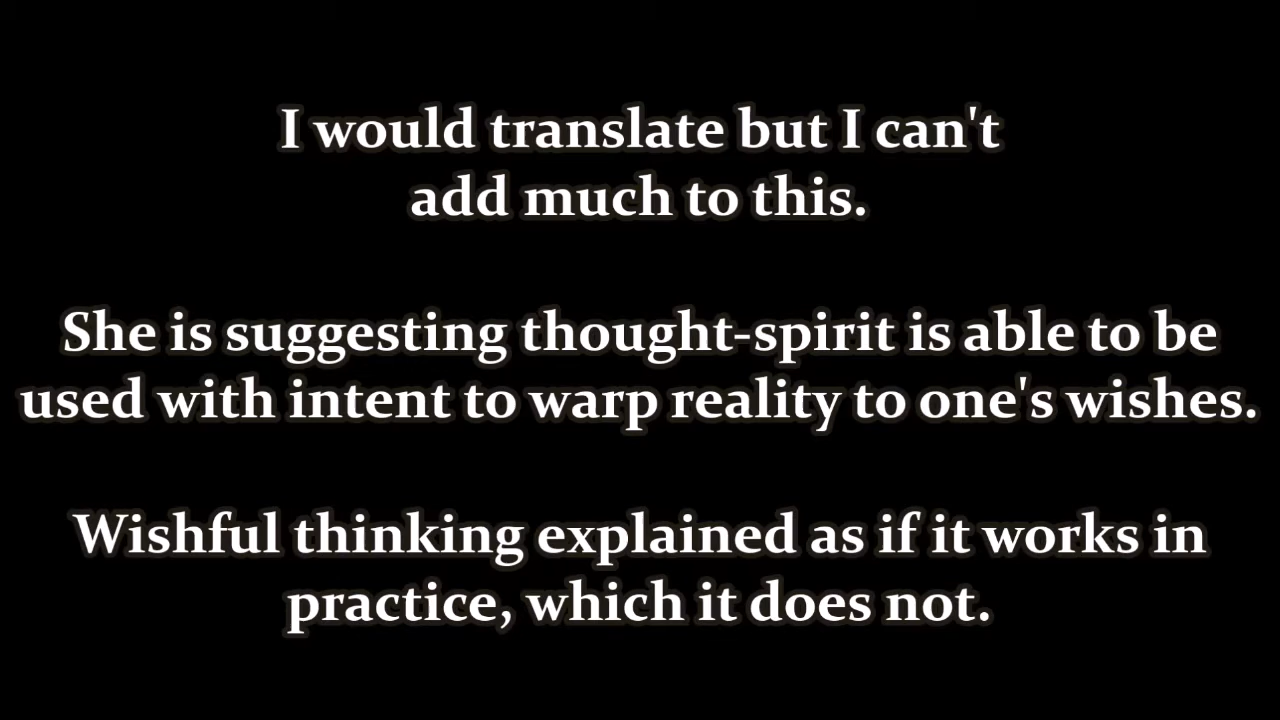 I would translate but I can't
add much to this.
She is suggesting thought-spirit is able to be
used with intent to warp reality to one's wishes.
Wishful thinking explained as if it works in
practice, which it does not.